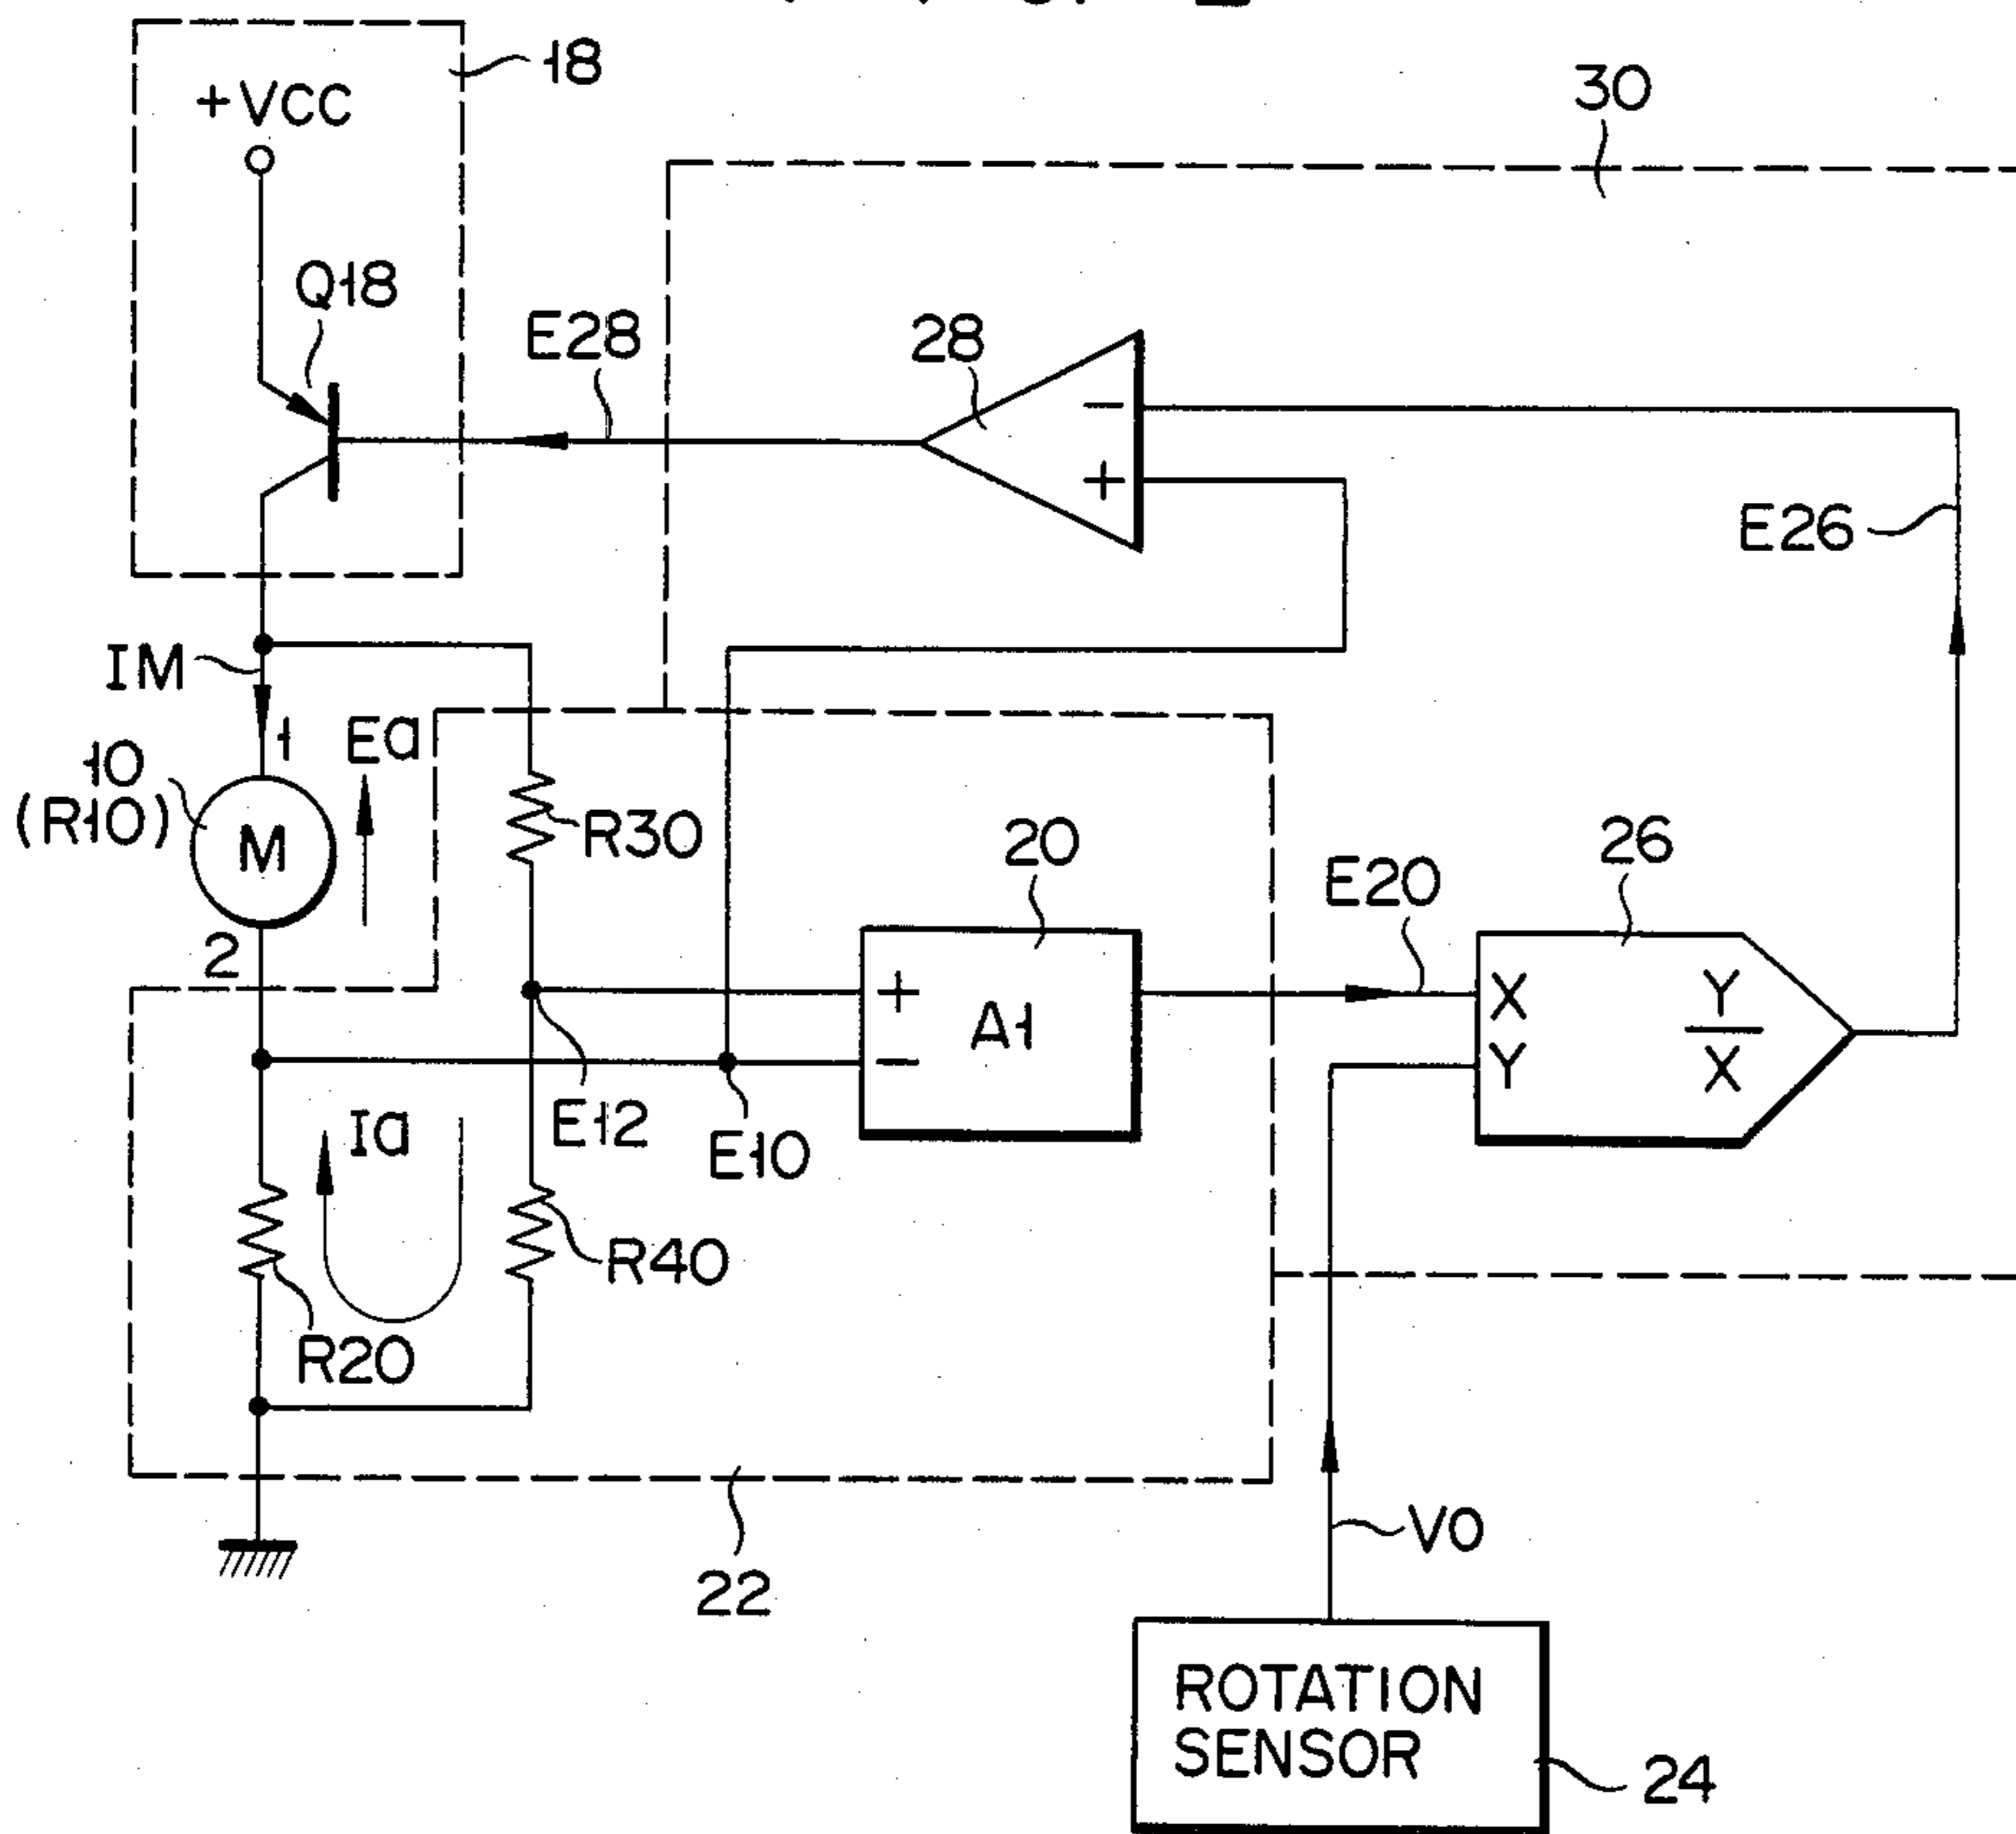 18
+VCC
30
Q18
E28
28
−
+
E26
IM
1
Ea
10
(R10)
M
2
R30
20
E20
26
+
A1
−
X
Y
Y
X
Ia
E12
E10
R40
R20
22
VO
ROTATION
SENSOR
24